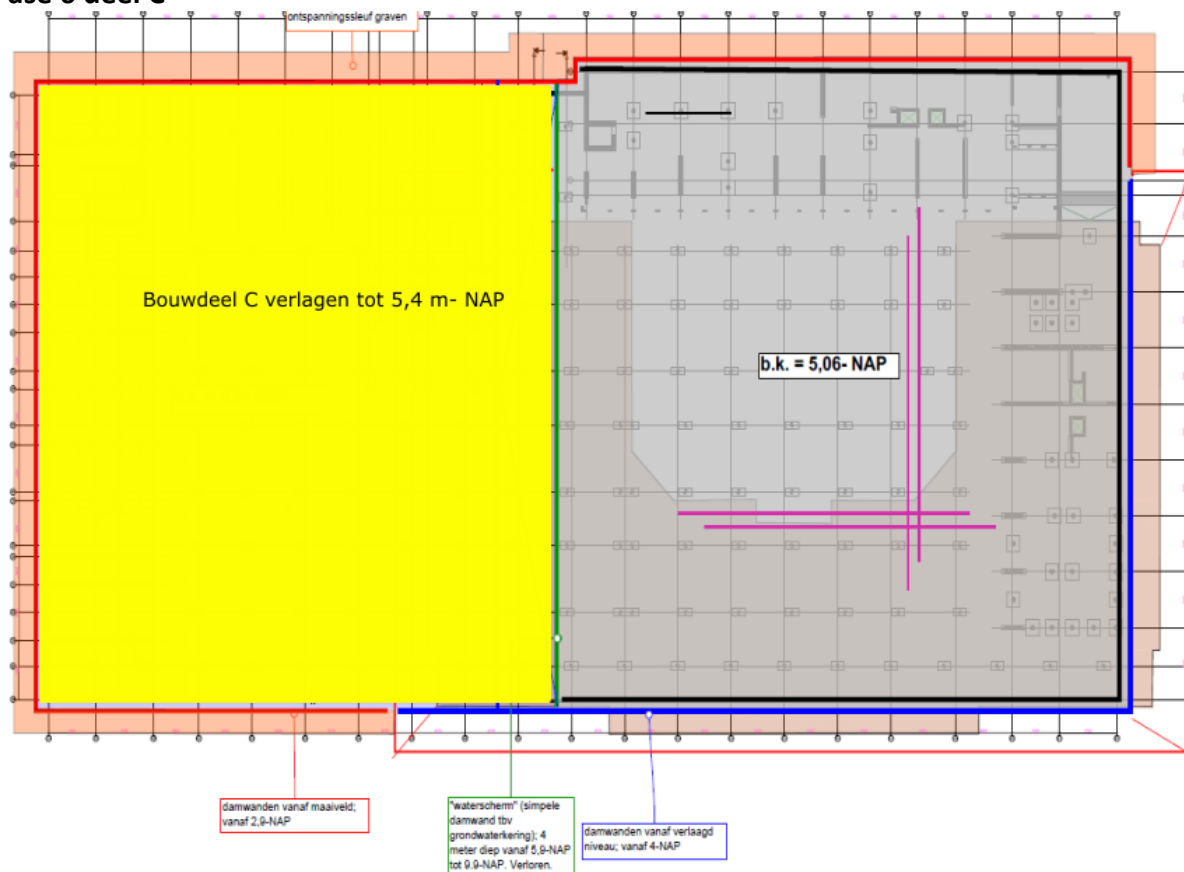 ontspanningssleuf graven
Bouwdeel C verlagen tot 5,4 m- NAP
b.k. = 5,06- NAP
damwanden vanaf maaiveld;
vanaf 2,9-NAP
"waterscherm" (simpele
damwand tbv
grondwaterkering); 4
meter diep vanaf 5,9-NAP
tot 9.9-NAP. Verloren.
damwanden vanaf verlaagd
niveau; vanaf 4-NAP